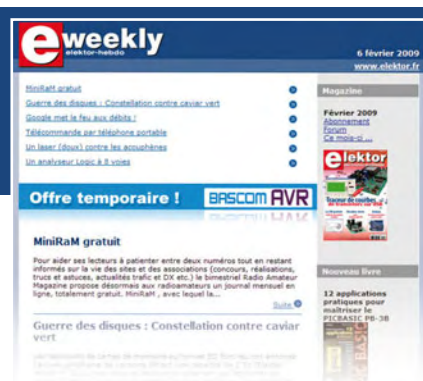 eweekly
elektor-hebdo
6 février 2009
www.elektor.fr
MiniRaM gratuit
Guerre des disques : Constellation contre caviar vert
Google met le feu aux débits !
Télécommande par téléphone portable
Un laser (doux) contre les acouphènes
Un analyseur Logic à 8 voies
Offre temporaire !
BASCOM AVR
MiniRaM gratuit
Pour aider ses lecteurs à patienter entre deux numéros tout en restant
informés sur la vie des sites et des associations (concours, réalisations,
trucs et astuces, actualités trafic et DX etc.) le bimestriel Radio Amateur
Magazine propose désormais aux radioamateurs un journal mensuel en
ligne, totalement gratuit. MiniRaM , avec lequel la...
Suite
Guerre des disques : Constellation contre caviar
vert
Magazine
Février 2009
Abonnement
Forum
Ce mois-ci ...
elektor
Traceur de courbes
Nouveau livre
12 applications
pratiques pour
maîtriser le
PICBASIC PB-3B